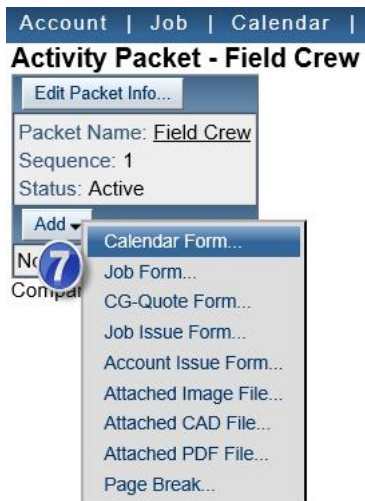 Account | Job | Calendar |
Activity Packet - Field Crew
Edit Packet Info...
Packet Name: Field Crew
Sequence: 1
Status: Active
Add
7
Calendar Form...
Job Form...
CG-Quote Form...
Job Issue Form...
Account Issue Form...
Attached Image File...
Attached CAD File...
Attached PDF File...
Page Break...